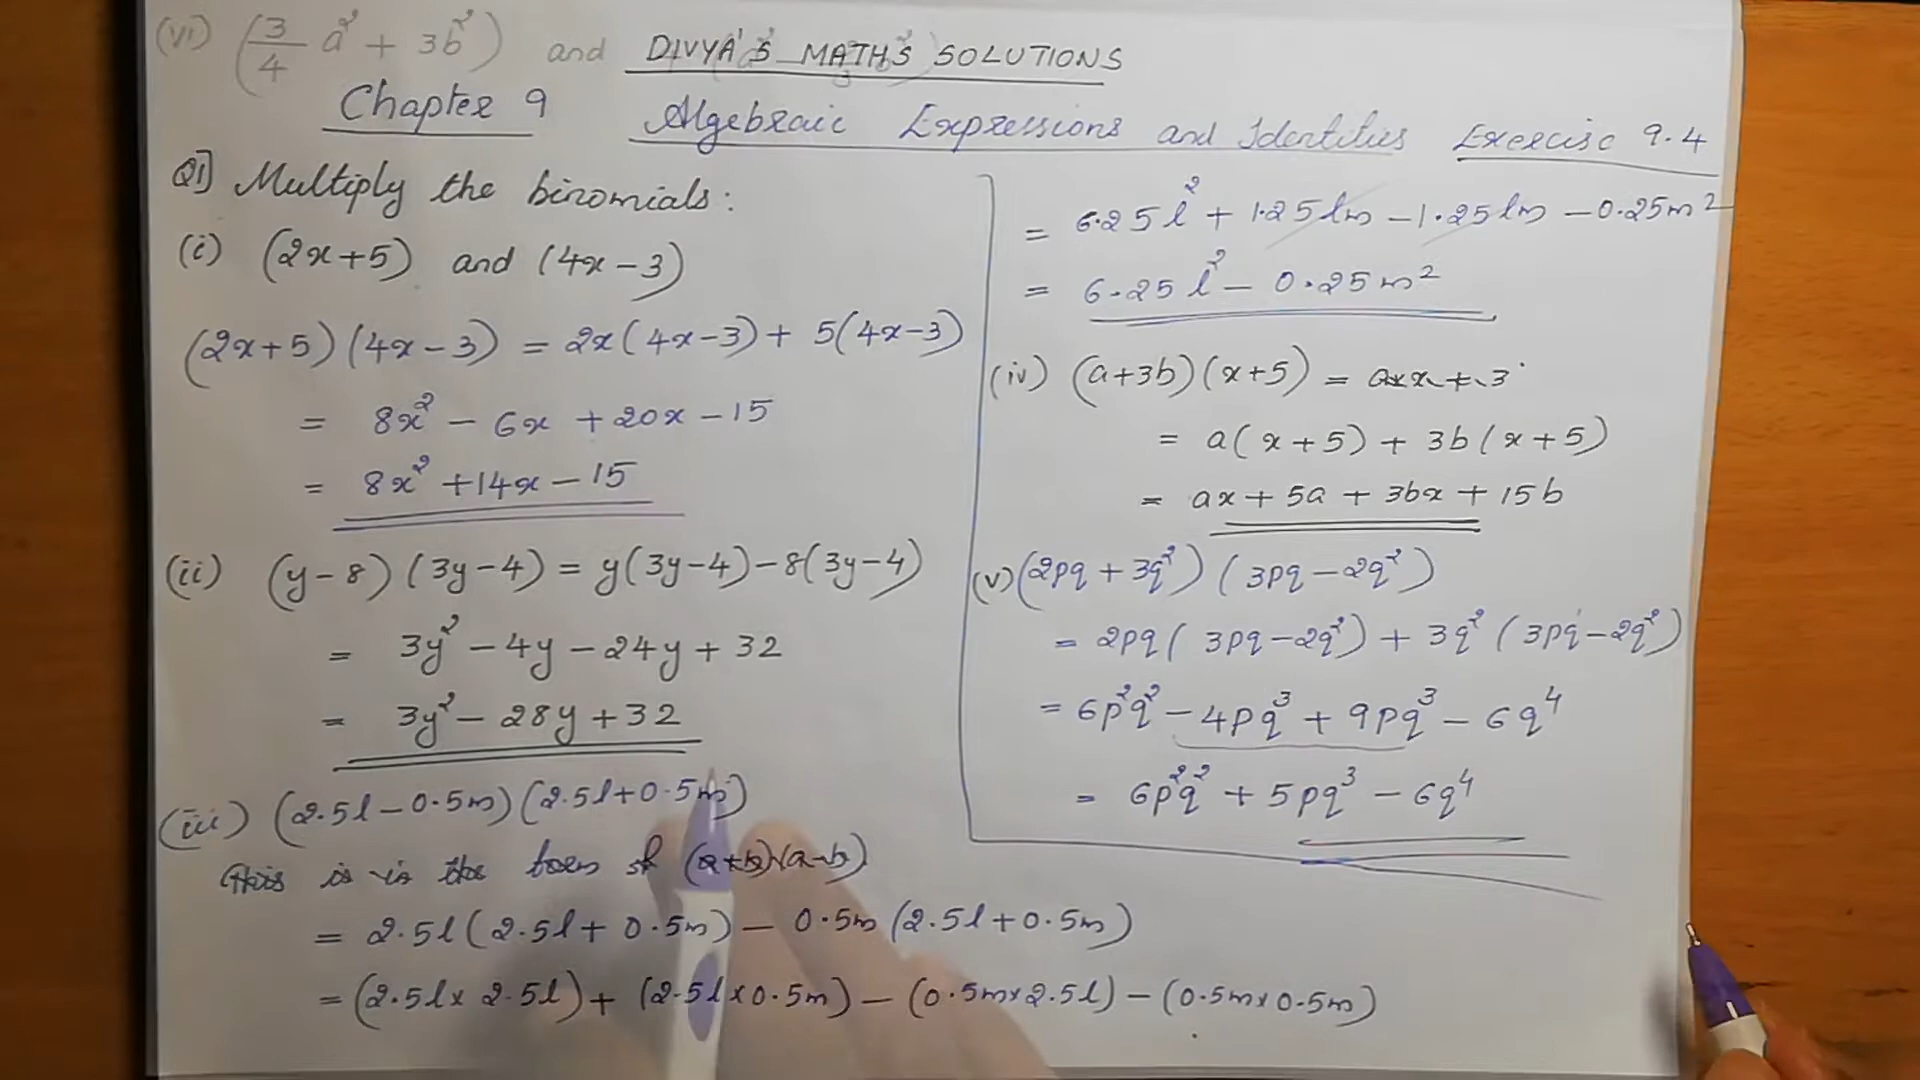 (vi) (3/4 a² + 3b²) and
DIVYA'S MATHS SOLUTIONS
Chapter 9 Algebraic Expressions and Identities Exercise 9.4
Q1] Multiply the binomials:
(i) (2x+5) and (4x-3)
(2x+5)(4x-3) = 2x(4x-3) + 5(4x-3)
= 8x² - 6x + 20x - 15
= 8x² + 14x - 15
(ii) (y-8)(3y-4) = y(3y-4) - 8(3y-4)
= 3y² - 4y - 24y + 32
= 3y² - 28y + 32
(iii) (2.5l - 0.5m)(2.5l + 0.5m)
This is in the form of (a+b)(a-b)
= 2.5l(2.5l + 0.5m) - 0.5m(2.5l + 0.5m)
= (2.5l x 2.5l) + (2.5l x 0.5m) - (0.5m x 2.5l) - (0.5m x 0.5m)
= 6.25l² + 1.25lm - 1.25lm - 0.25m²
= 6.25l² - 0.25m²
(iv) (a+3b)(x+5) = a x x + 3
= a(x+5) + 3b(x+5)
= ax + 5a + 3bx + 15b
(v) (2pq + 3q²)(3pq - 2q²)
= 2pq(3pq - 2q²) + 3q²(3pq - 2q²)
= 6p²q² - 4pq³ + 9pq³ - 6q⁴
= 6p²q² + 5pq³ - 6q⁴